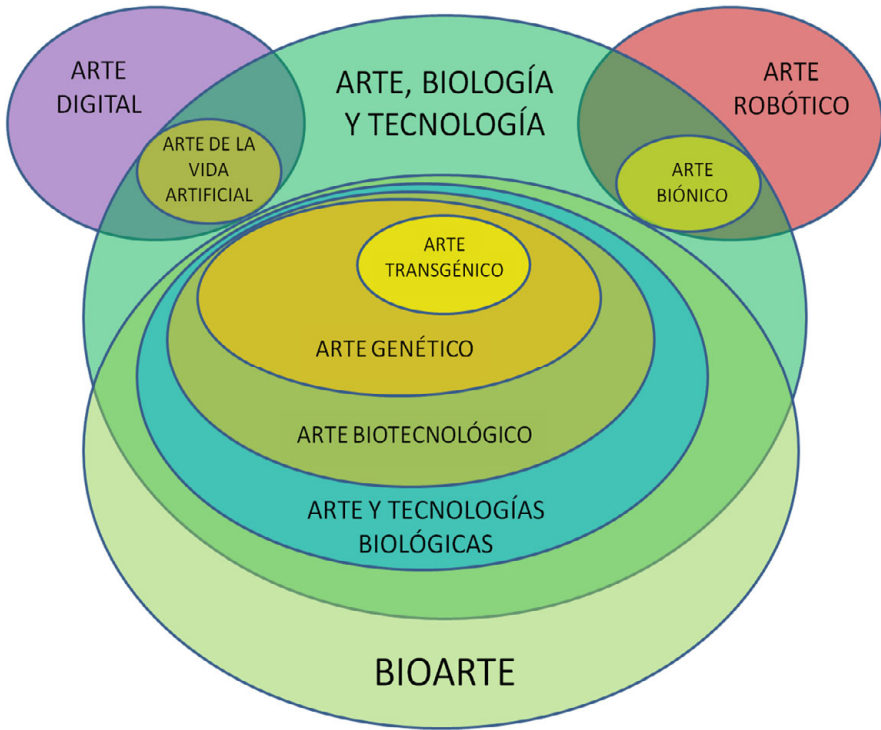 ARTE
DIGITAL
ARTE, BIOLOGÍA
Y TECNOLOGÍA
ARTE
ROBÓTICO
ARTE DE LA
VIDA
ARTIFICIAL
ARTE
BIÓNICO
ARTE
TRANSGÉNICO
ARTE GENÉTICO
ARTE BIOTECNOLÓGICO
ARTE Y TECNOLOGÍAS
BIOLÓGICAS
BIOARTE